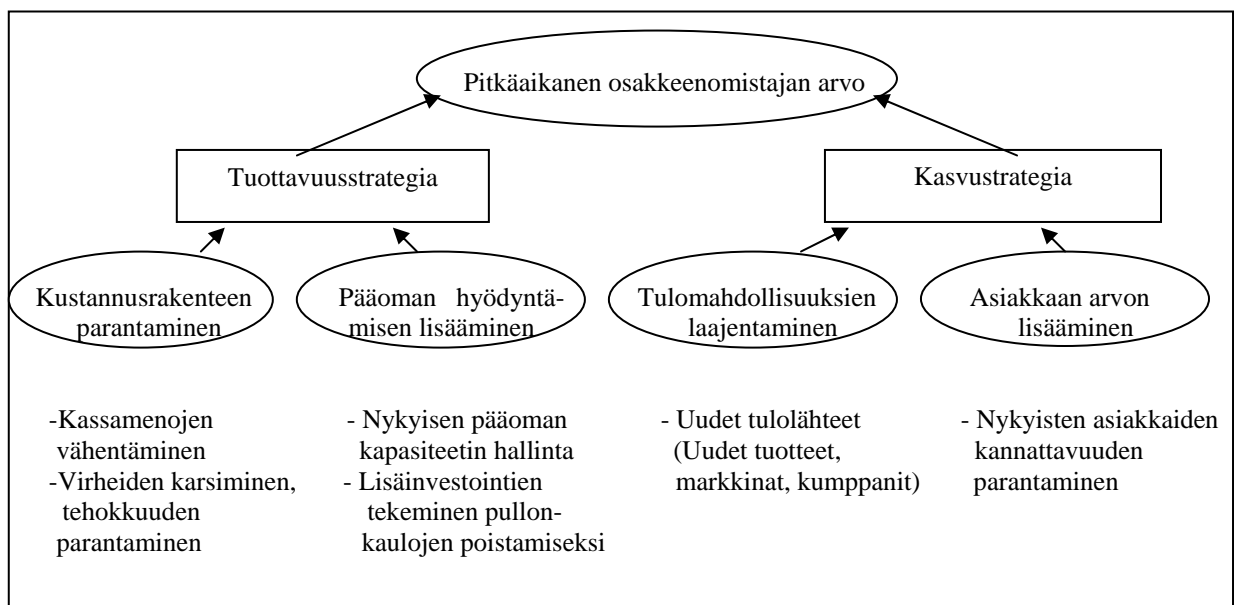 Pitkäaikanen osakkeenomistajan arvo
Tuottavuusstrategia
Kasvustrategia
Kustannusrakenteen
parantaminen
Pääoman hyödyntä-
misen lisääminen
Tulomahdollisuuksien
laajentaminen
Asiakkaan arvon
lisääminen
-Kassamenojen
vähentäminen
-Virheiden karsiminen,
tehokkuuden
parantaminen
- Nykyisen pääoman
kapasiteetin hallinta
- Lisäinvestointien
tekeminen pullon-
kaulojen poistamiseksi
- Uudet tulolähteet
(Uudet tuotteet,
markkinat, kumppanit)
- Nykyisten asiakkaiden
kannattavuuden
parantaminen